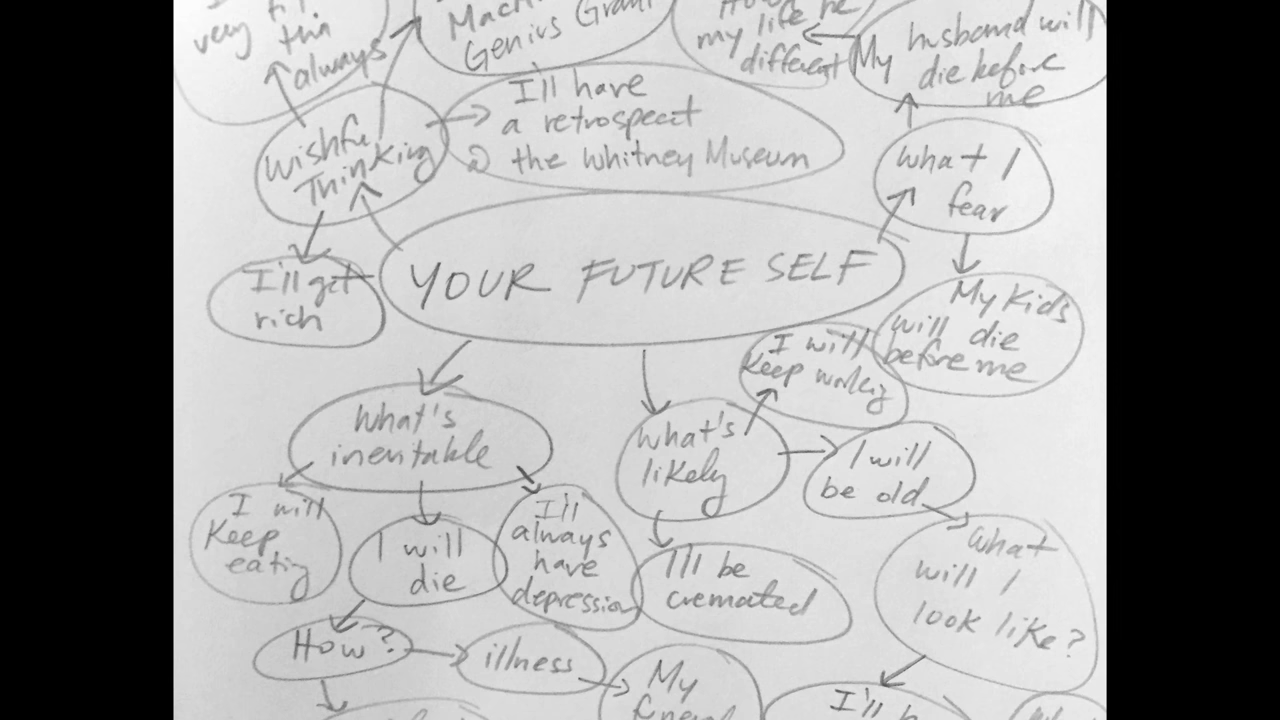 very
thin
always
Genius Grant
my life be
different
My husband will
die before
me
Wishful
Thinking
I'll have
a retrospect
@ the Whitney Museum
What I
fear
I'll get
rich
YOUR FUTURE SELF
My Kids
will die
before me
I will
Keep working
What's
inevitable
What's
likely
I will
be old
I will
Keep
eating
I will
die
I'll
always
have
depression
I'll be
cremated
What
will I
look like?
How?
illness
My
funeral
I'll